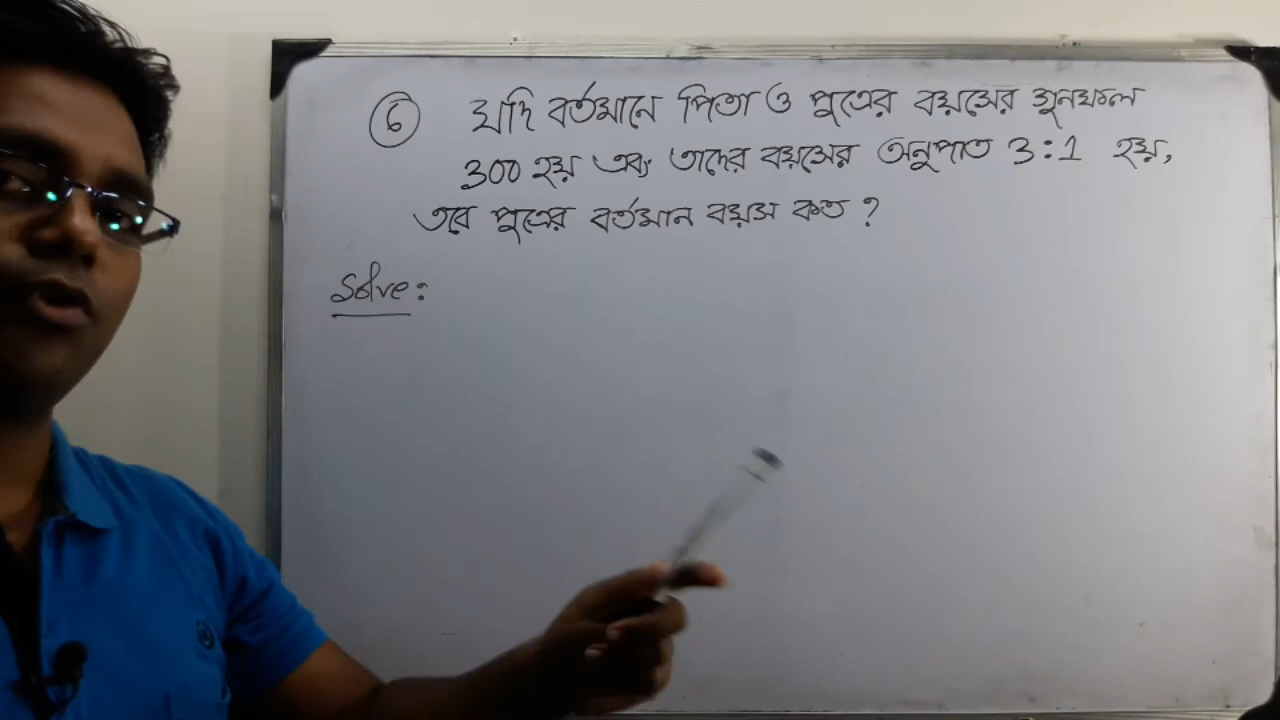 ৬ যদি বর্তমানে পিতা ও পুত্রের বয়সের গুনফল
300 হয় এবং তাদের বয়সের অনুপাত 3:1 হয়,
তবে পুত্রের বর্তমান বয়স কত ?
Solve: